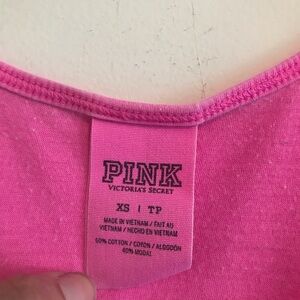 PINK
VICTORIA'S SECRET
XS | TP
MADE IN VIETNAM / FAIT AU
VIETNAM / HECHO EN VIETNAM
60% COTTON / COTON / ALGODÓN
40% MODAL